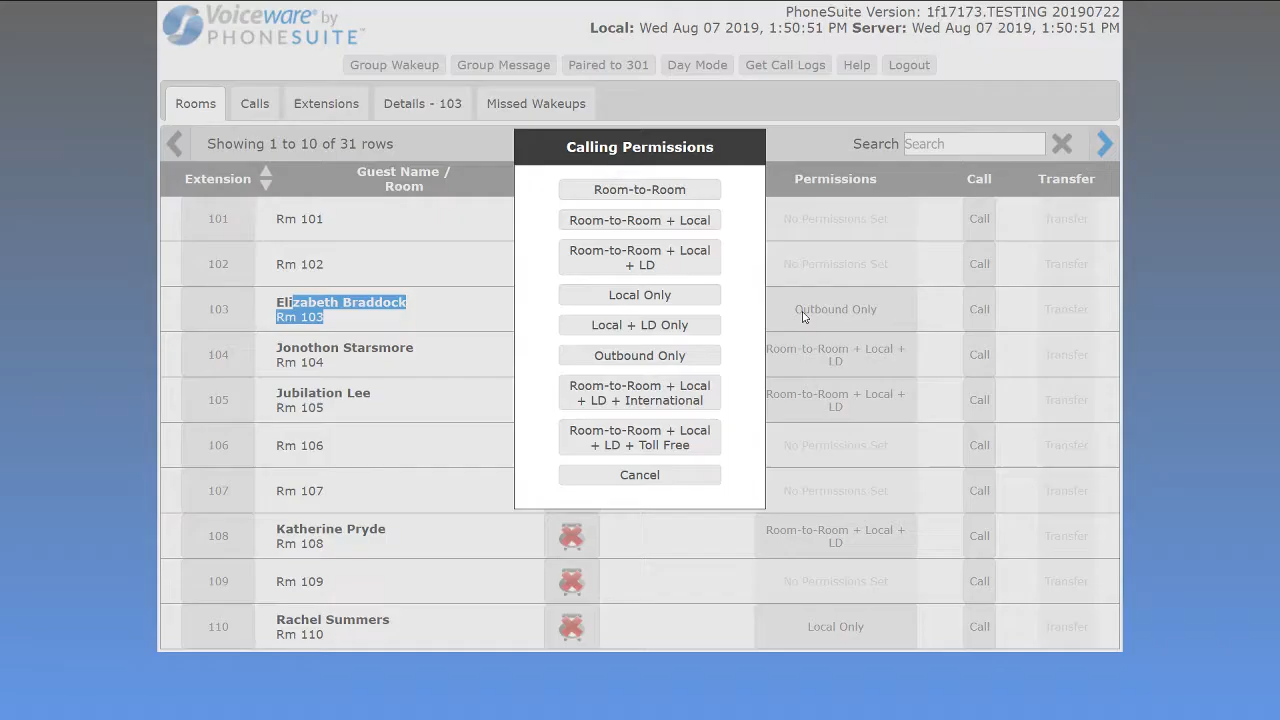 Voiceware® by
PHONESUITE™
PhoneSuite Version: 1f17173.TESTING 20190722
Local: Wed Aug 07 2019, 1:50:51 PM Server: Wed Aug 07 2019, 1:50:51 PM
Group Wakeup Group Message Paired to 301 Day Mode Get Call Logs Help Logout
Rooms Calls Extensions Details - 103 Missed Wakeups
Showing 1 to 10 of 31 rows Search Search
Extension Guest Name /
Room Permissions Call Transfer
101 Rm 101 No Permissions Set Call Transfer
102 Rm 102 No Permissions Set Call Transfer
103 Elizabeth Braddock
Rm 103 Outbound Only Call Transfer
104 Jonothon Starsmore
Rm 104 Room-to-Room + Local +
LD Call Transfer
105 Jubilation Lee
Rm 105 Room-to-Room + Local +
LD Call Transfer
106 Rm 106 No Permissions Set Call Transfer
107 Rm 107 No Permissions Set Call Transfer
108 Katherine Pryde
Rm 108 Room-to-Room + Local +
LD Call Transfer
109 Rm 109 No Permissions Set Call Transfer
110 Rachel Summers
Rm 110 Local Only Call Transfer
Calling Permissions
Room-to-Room
Room-to-Room + Local
Room-to-Room + Local
+ LD
Local Only
Local + LD Only
Outbound Only
Room-to-Room + Local
+ LD + International
Room-to-Room + Local
+ LD + Toll Free
Cancel